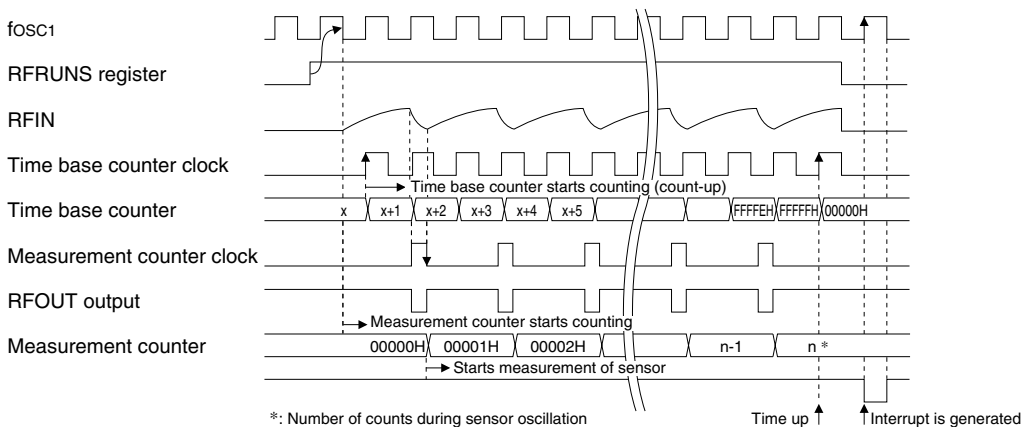 fOSC1
RFRUNS register
RFIN
Time base counter clock
Time base counter starts counting (count-up)
Time base counter
x x+1 x+2 x+3 x+4 x+5 FFFFEH FFFFFH 00000H
Measurement counter clock
RFOUT output
Measurement counter starts counting
Measurement counter
00000H 00001H 00002H n-1 n *
Starts measurement of sensor
*: Number of counts during sensor oscillation
Time up
Interrupt is generated